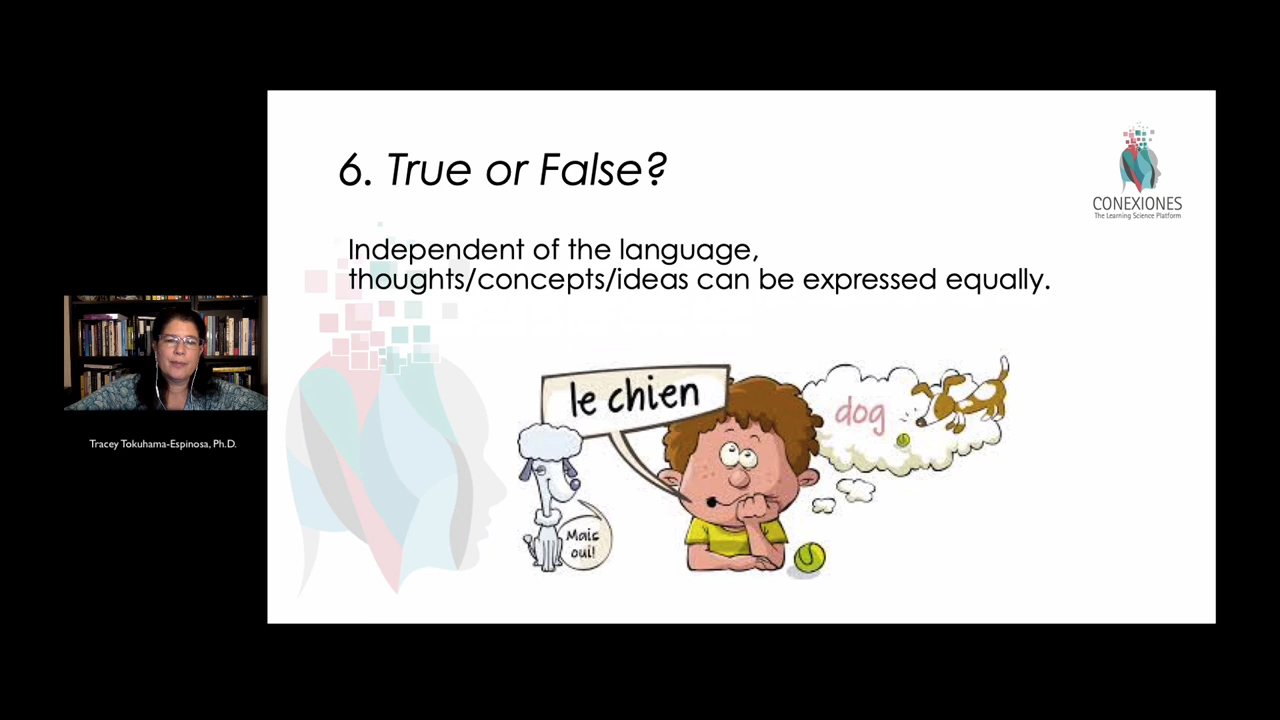 6. True or False?
CONEXIONES
The Learning Science Platform
Independent of the language,
thoughts/concepts/ideas can be expressed equally.
le chien
dog
Mais
oui!
Tracey Tokuhama-Espinosa, Ph.D.